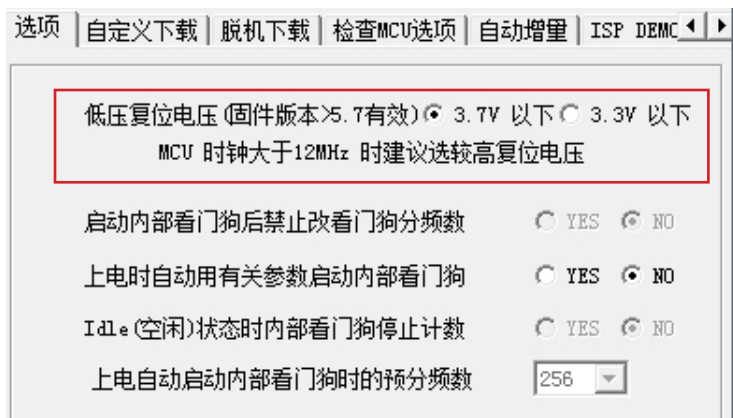 选项 自定义下载 脱机下载 检查MCU选项 自动增量 ISP DEMO
低压复位电压(固件版本>5.7有效) 3.7V 以下 3.3V 以下
MCU 时钟大于12MHz 时建议选较高复位电压
启动内部看门狗后禁止改看门狗分频数 YES NO
上电时自动用有关参数启动内部看门狗 YES NO
Idle(空闲)状态时内部看门狗停止计数 YES NO
上电自动启动内部看门狗时的预分频数 256